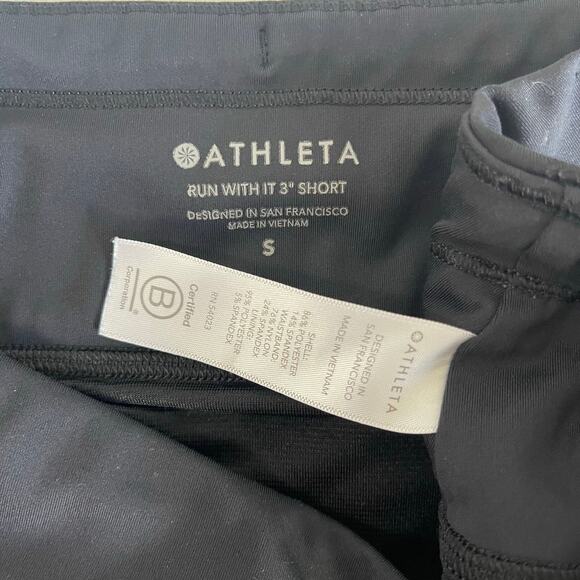 ATHLETA
RUN WITH IT 3" SHORT
DESIGNED IN SAN FRANCISCO
MADE IN VIETNAM
S
ATHLETA
DESIGNED IN
SAN FRANCISCO
MADE IN VIETNAM
SHELL:
86% POLYESTER
14% SPANDEX
WAISTBAND:
76% NYLON
24% SPANDEX
LINING:
95% POLYESTER
5% SPANDEX
RN 54023
Certified
B
Corporation